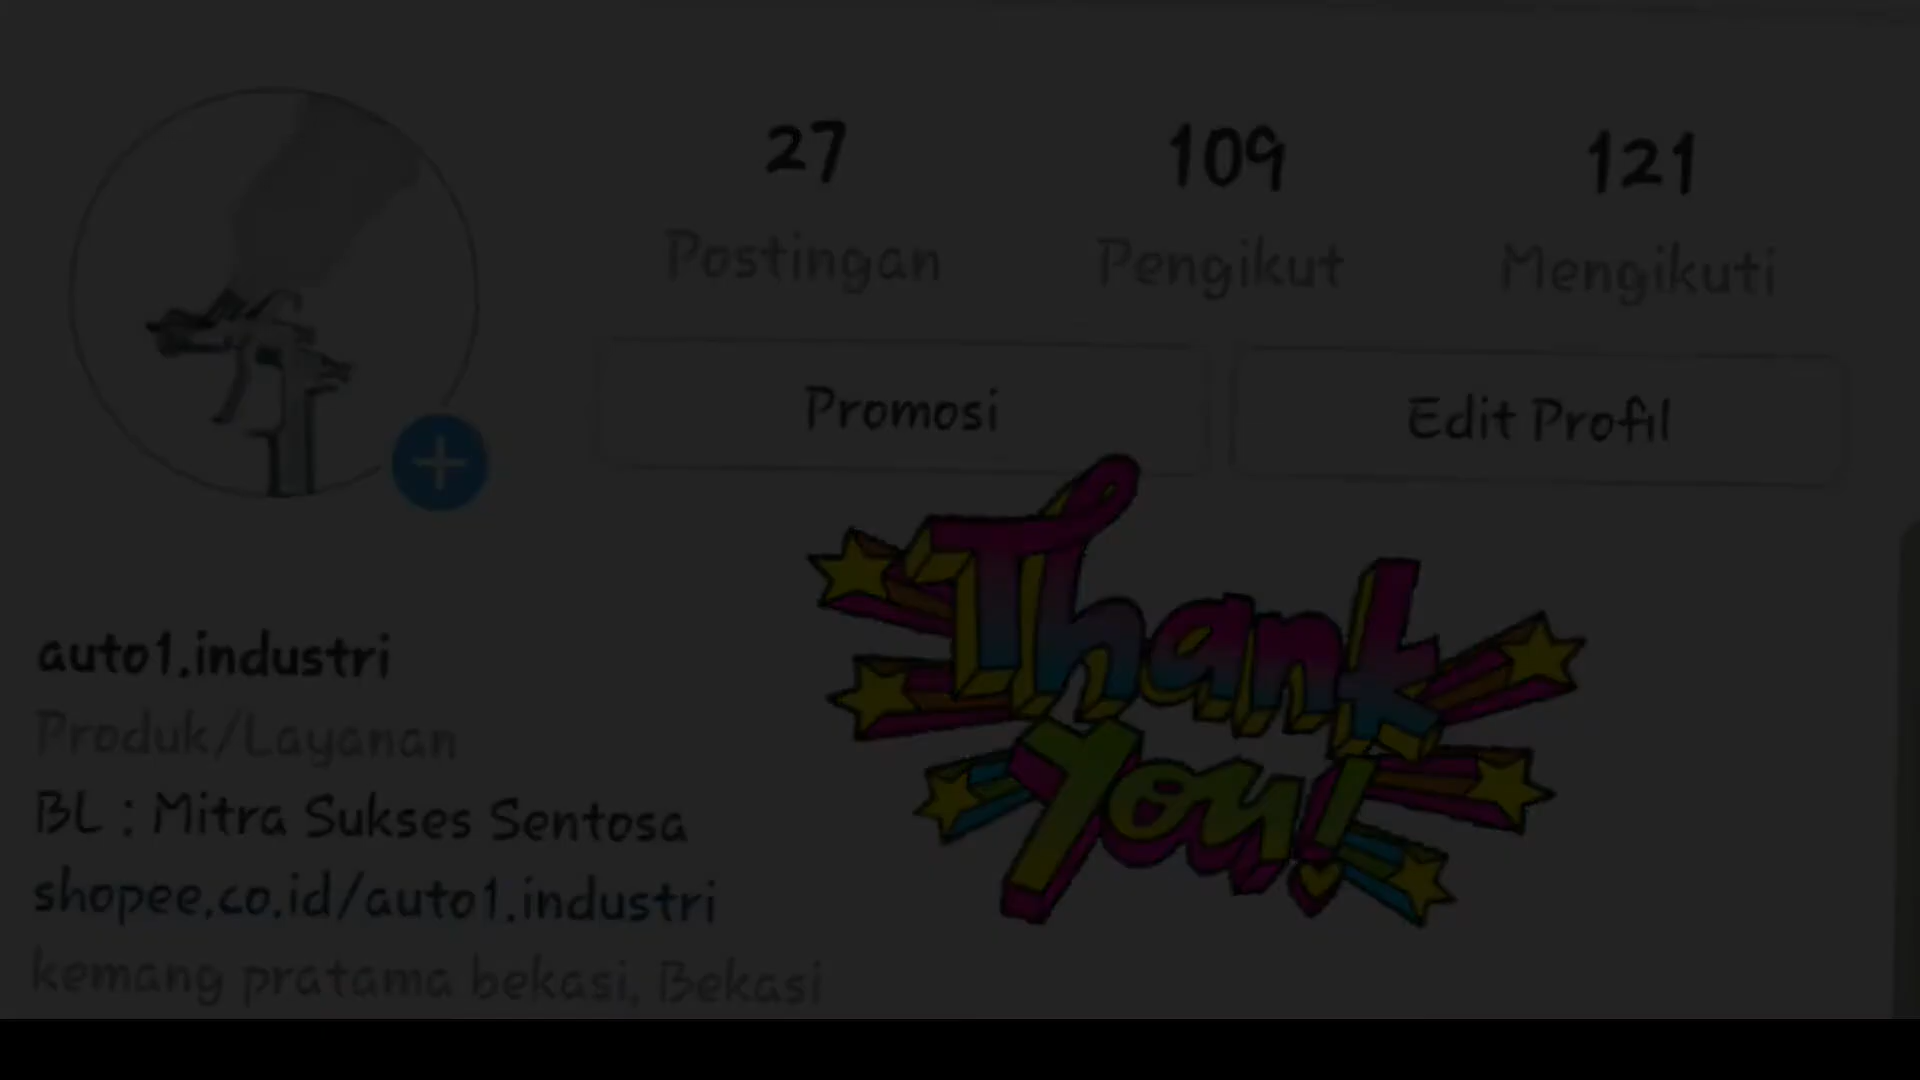 27 109 121
Postingan Pengikut Mengikuti
Promosi Edit Profil
Thank
You!
auto1.industri
Produk/Layanan
BL : Mitra Sukses Sentosa
shopee.co.id/auto1.industri
kemang pratama bekasi, Bekasi